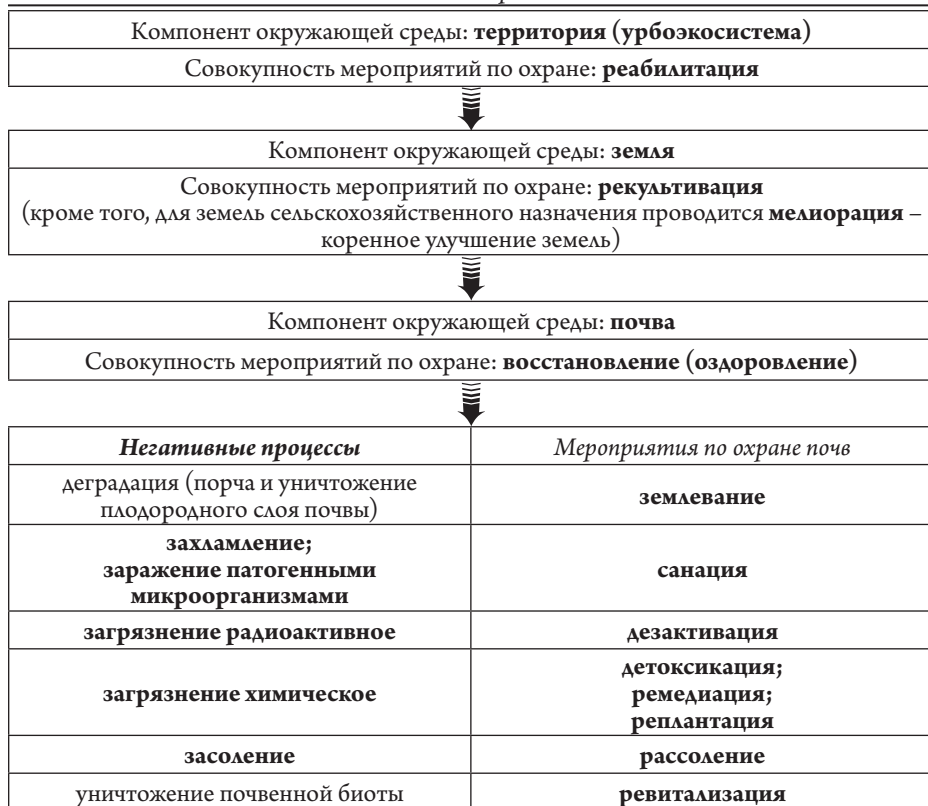 Компонент окружающей среды: территория (урбоэкосистема)
Совокупность мероприятий по охране: реабилитация
Компонент окружающей среды: земля
Совокупность мероприятий по охране: рекультивация
(кроме того, для земель сельскохозяйственного назначения проводится мелиорация –
коренное улучшение земель)
Компонент окружающей среды: почва
Совокупность мероприятий по охране: восстановление (оздоровление)
Негативные процессы
Мероприятия по охране почв
деградация (порча и уничтожение
плодородного слоя почвы)
землевание
захламление;
заражение патогенными
микроорганизмами
санация
загрязнение радиоактивное
дезактивация
загрязнение химическое
детоксикация;
ремедиация;
реплантация
засоление
рассоление
уничтожение почвенной биоты
ревитализация